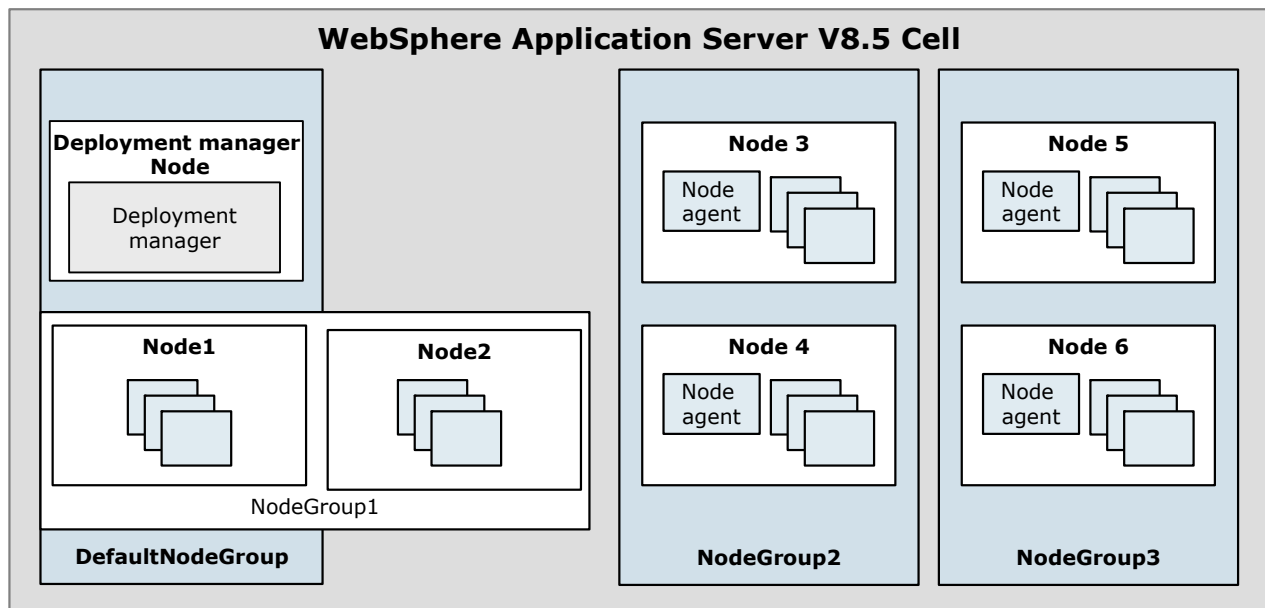 WebSphere Application Server V8.5 Cell
Deployment manager
Node
Deployment
manager
Node1
Node2
NodeGroup1
DefaultNodeGroup
Node 3
Node
agent
Node 4
Node
agent
NodeGroup2
Node 5
Node
agent
Node 6
Node
agent
NodeGroup3